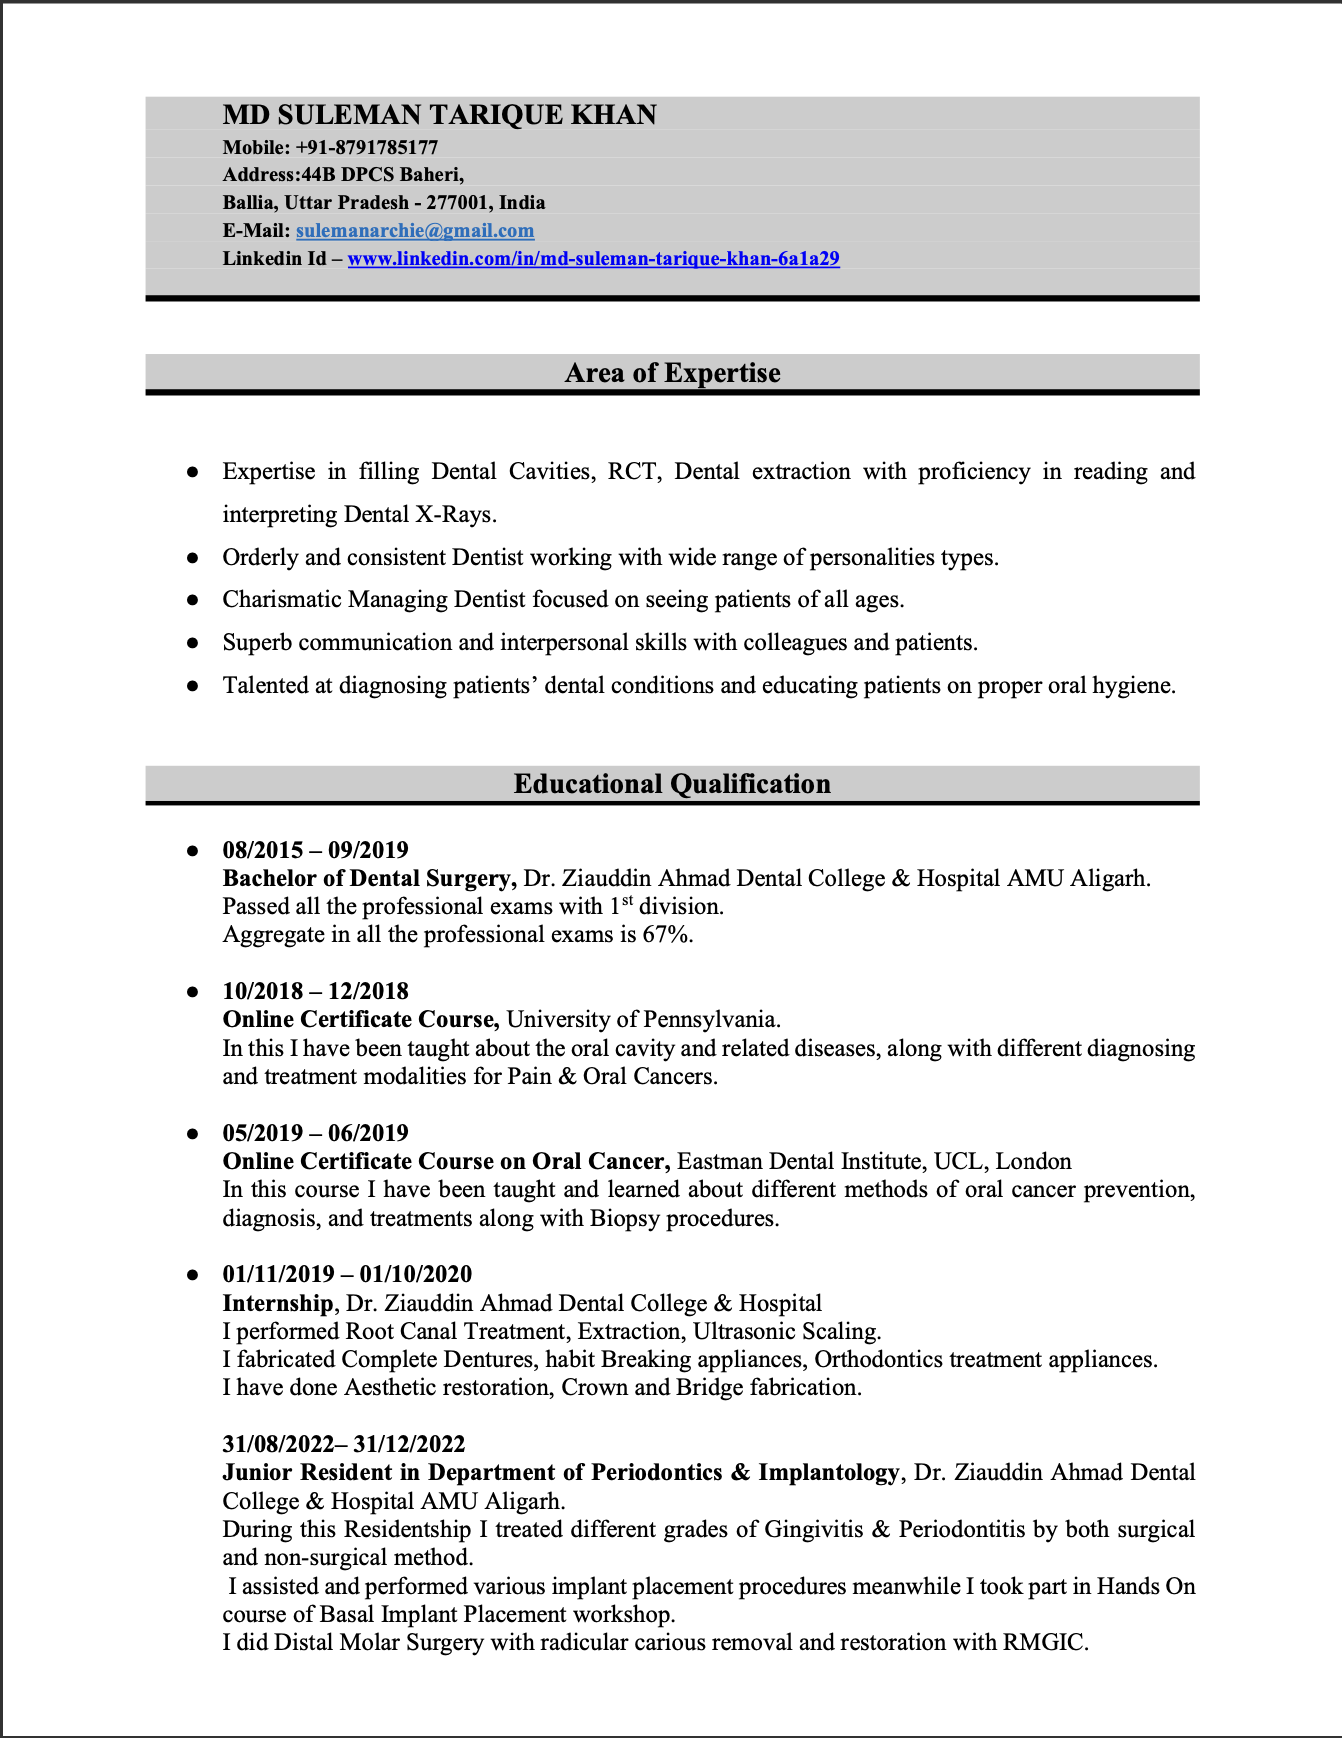 MD SULEMAN TARIQUE KHAN
Mobile: +91-8791785177
Address:44B DPCS Baheri,
Ballia, Uttar Pradesh - 277001, India
E-Mail: sulemanarchie@gmail.com
Linkedin Id – www.linkedin.com/in/md-suleman-tarique-khan-6a1a29
Area of Expertise
● Expertise in filling Dental Cavities, RCT, Dental extraction with proficiency in reading and
interpreting Dental X-Rays.
● Orderly and consistent Dentist working with wide range of personalities types.
● Charismatic Managing Dentist focused on seeing patients of all ages.
● Superb communication and interpersonal skills with colleagues and patients.
● Talented at diagnosing patients’ dental conditions and educating patients on proper oral hygiene.
Educational Qualification
● 08/2015 – 09/2019
Bachelor of Dental Surgery, Dr. Ziauddin Ahmad Dental College & Hospital AMU Aligarh.
Passed all the professional exams with 1st division.
Aggregate in all the professional exams is 67%.
● 10/2018 – 12/2018
Online Certificate Course, University of Pennsylvania.
In this I have been taught about the oral cavity and related diseases, along with different diagnosing
and treatment modalities for Pain & Oral Cancers.
● 05/2019 – 06/2019
Online Certificate Course on Oral Cancer, Eastman Dental Institute, UCL, London
In this course I have been taught and learned about different methods of oral cancer prevention,
diagnosis, and treatments along with Biopsy procedures.
● 01/11/2019 – 01/10/2020
Internship, Dr. Ziauddin Ahmad Dental College & Hospital
I performed Root Canal Treatment, Extraction, Ultrasonic Scaling.
I fabricated Complete Dentures, habit Breaking appliances, Orthodontics treatment appliances.
I have done Aesthetic restoration, Crown and Bridge fabrication.
31/08/2022– 31/12/2022
Junior Resident in Department of Periodontics & Implantology, Dr. Ziauddin Ahmad Dental
College & Hospital AMU Aligarh.
During this Residentship I treated different grades of Gingivitis & Periodontitis by both surgical
and non-surgical method.
I assisted and performed various implant placement procedures meanwhile I took part in Hands On
course of Basal Implant Placement workshop.
I did Distal Molar Surgery with radicular carious removal and restoration with RMGIC.